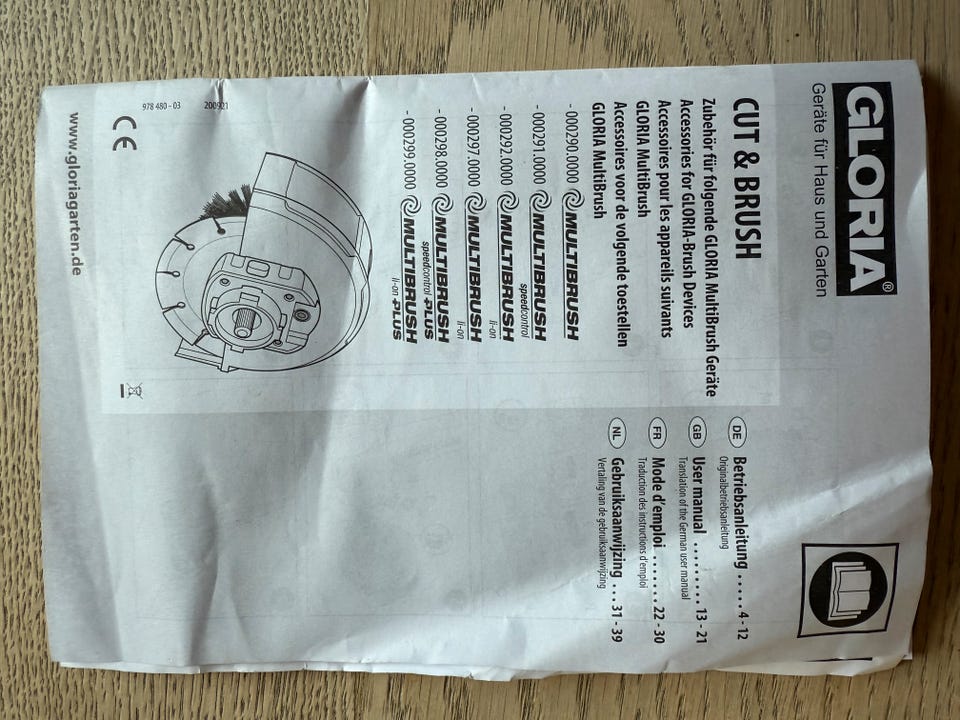 GLORIA®
Geräte für Haus und Garten
CUT & BRUSH
Zubehör für folgende GLORIA MultiBrush Geräte
Accessories for GLORIA-Brush Devices
Accessoires pour les appareils suivants
GLORIA MultiBrush
Accessoires voor de volgende toestellen
GLORIA MultiBrush
- 000290.0000 MULTIBRUSH
- 000291.0000 MULTIBRUSH speedcontrol
- 000292.0000 MULTIBRUSH li-on
- 000297.0000 MULTIBRUSH li-on
- 000298.0000 MULTIBRUSH speedcontrol PLUS
- 000299.0000 MULTIBRUSH li-on PLUS
DE Betriebsanleitung ...... 4 - 12
Originalbetriebsanleitung
GB User manual ......... 13 - 21
Translation of the German user manual
FR Mode d'emploi ....... 22 - 30
Traduction des instructions d'emploi
NL Gebruiksaanwijzing ... 31 - 39
Vertaling van de gebruiksaanwijzing
978 480 - 03 200921
CE
www.gloriagarten.de